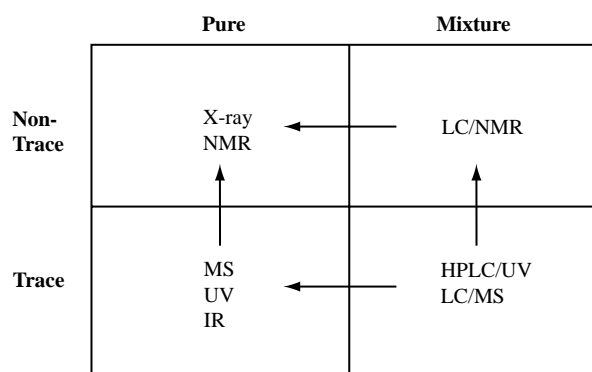 Pure Mixture
Non-
Trace
X-ray
NMR
LC/NMR
Trace
MS
UV
IR
HPLC/UV
LC/MS